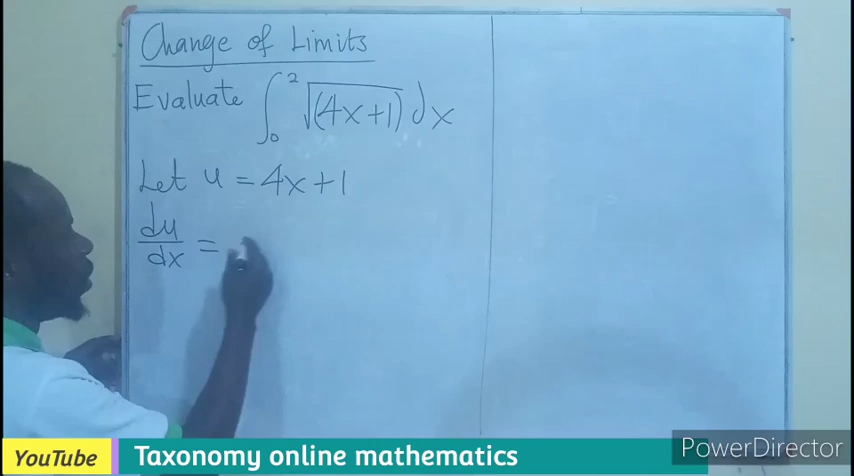 Change of Limits
Evaluate ∫₀² √(4x+1) dx
Let u = 4x+1
du/dx =
YouTube Taxonomy online mathematics
PowerDirector